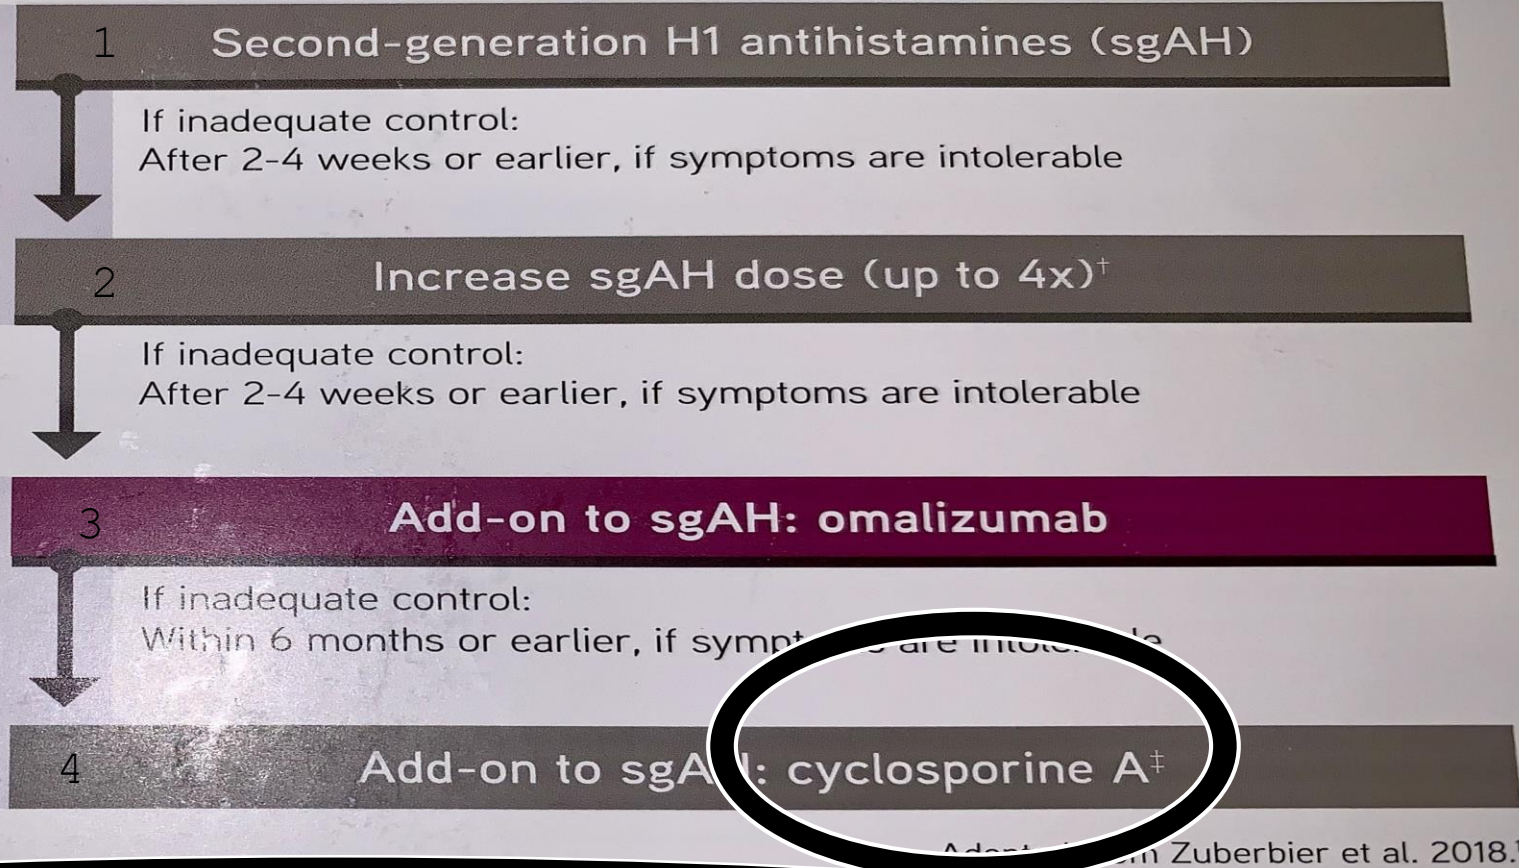 1 Second-generation H1 antihistamines (sgAH)
If inadequate control:
After 2-4 weeks or earlier, if symptoms are intolerable
2 Increase sgAH dose (up to 4x)†
If inadequate control:
After 2-4 weeks or earlier, if symptoms are intolerable
3 Add-on to sgAH: omalizumab
If inadequate control:
Within 6 months or earlier, if are
4 Add-on to : cyclosporine A‡
Zuberbier et al. 2018.